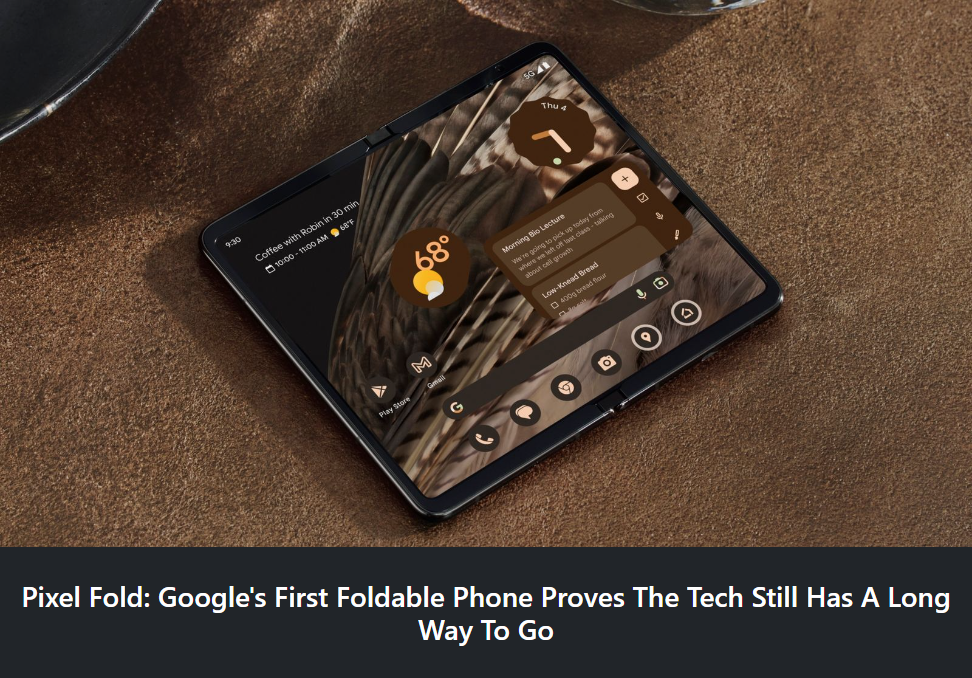 5G
Thu 4
9:30
Coffee with Robin in 30 min
10:00 - 11:00 AM 68°F
68°
Morning Bio Lecture
We're going to pick up today from
where we left off last class - talking
about cell growth.
Low-Knead Bread
400g bread flour
Play Store
Gmail
G
Pixel Fold: Google's First Foldable Phone Proves The Tech Still Has A Long
Way To Go